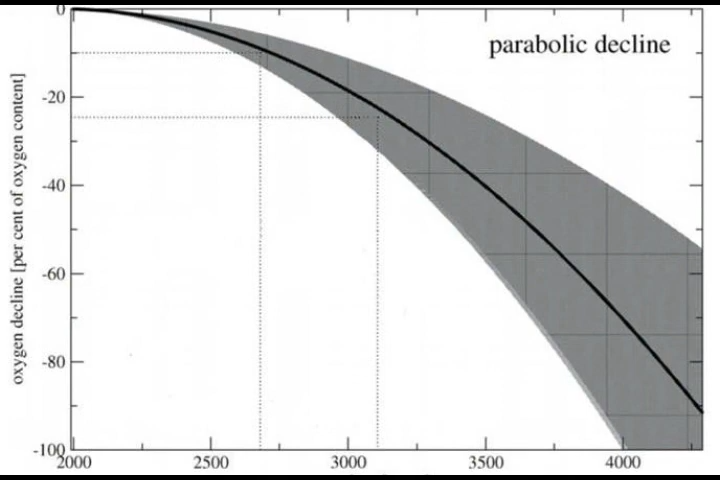 parabolic decline
oxygen decline [per cent of oxygen content]
0
-20
-40
-60
-80
-100
2000 2500 3000 3500 4000